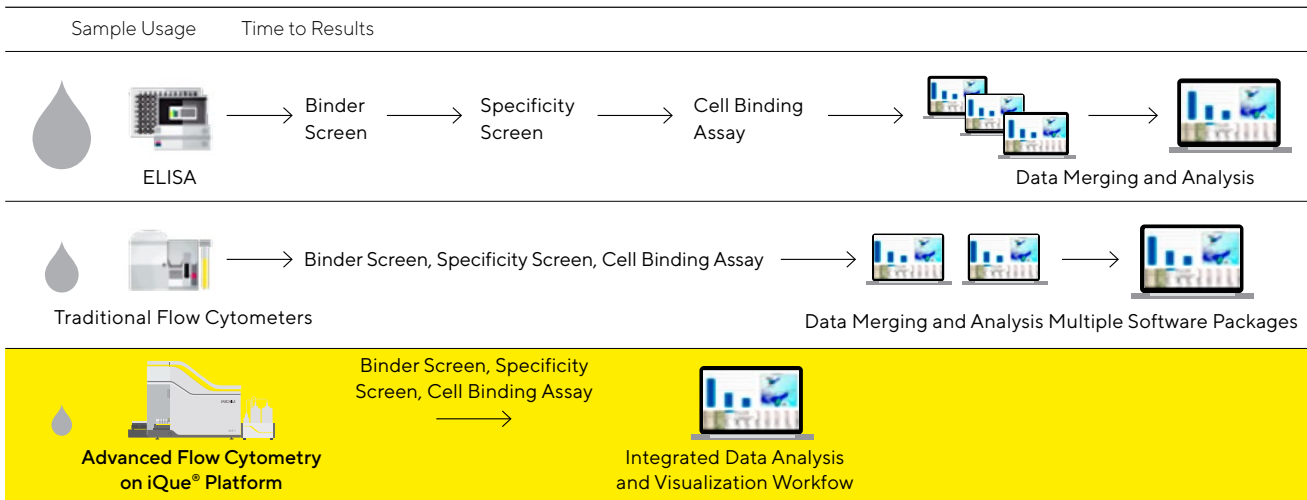 Sample Usage
Time to Results
Binder
Screen
Specificity
Screen
Cell Binding
Assay
ELISA
Data Merging and Analysis
Binder Screen, Specificity Screen, Cell Binding Assay
Traditional Flow Cytometers
Data Merging and Analysis Multiple Software Packages
Binder Screen, Specificity
Screen, Cell Binding Assay
Advanced Flow Cytometry
on iQue® Platform
Integrated Data Analysis
and Visualization Workfow